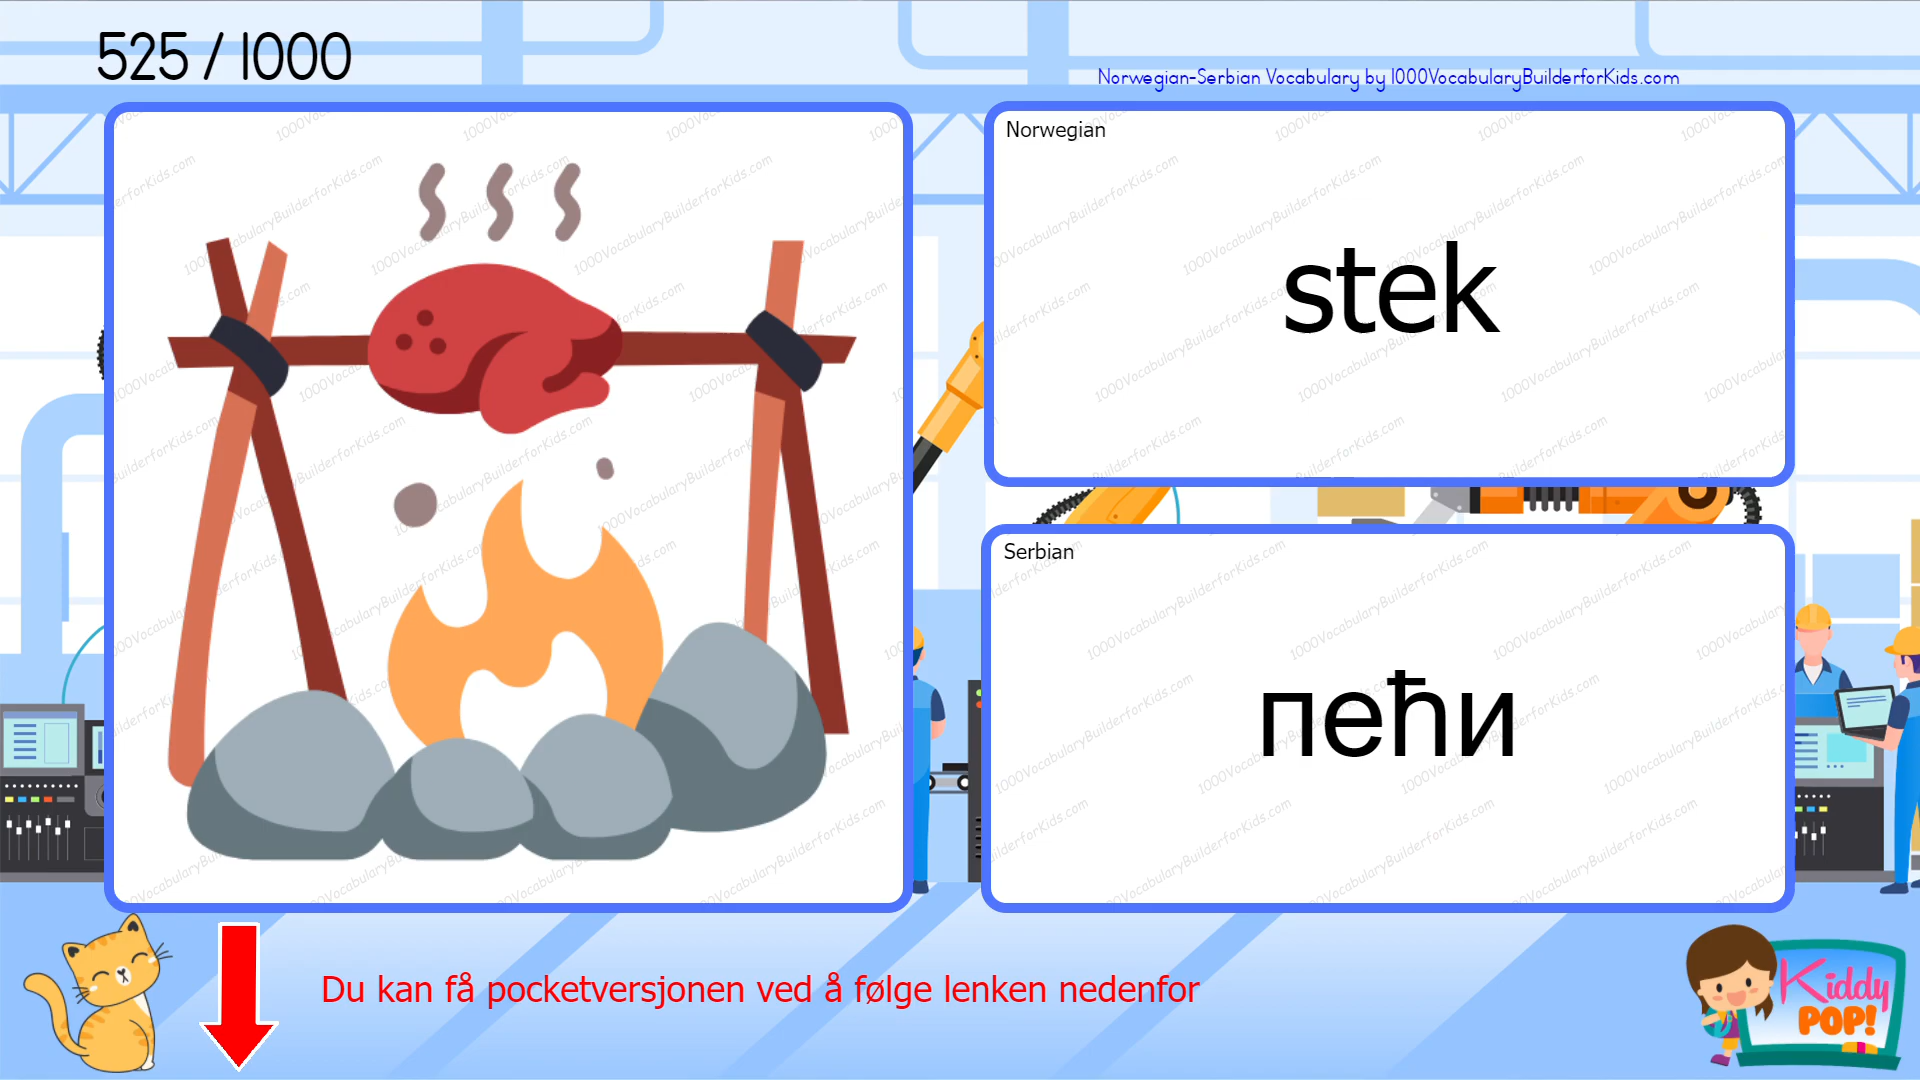 525 / 1000
Norwegian-Serbian Vocabulary by 1000VocabularyBuilderforKids.com
Norwegian
stek
Serbian
пећи
Du kan få pocketversjonen ved å følge lenken nedenfor
Kiddy
POP!